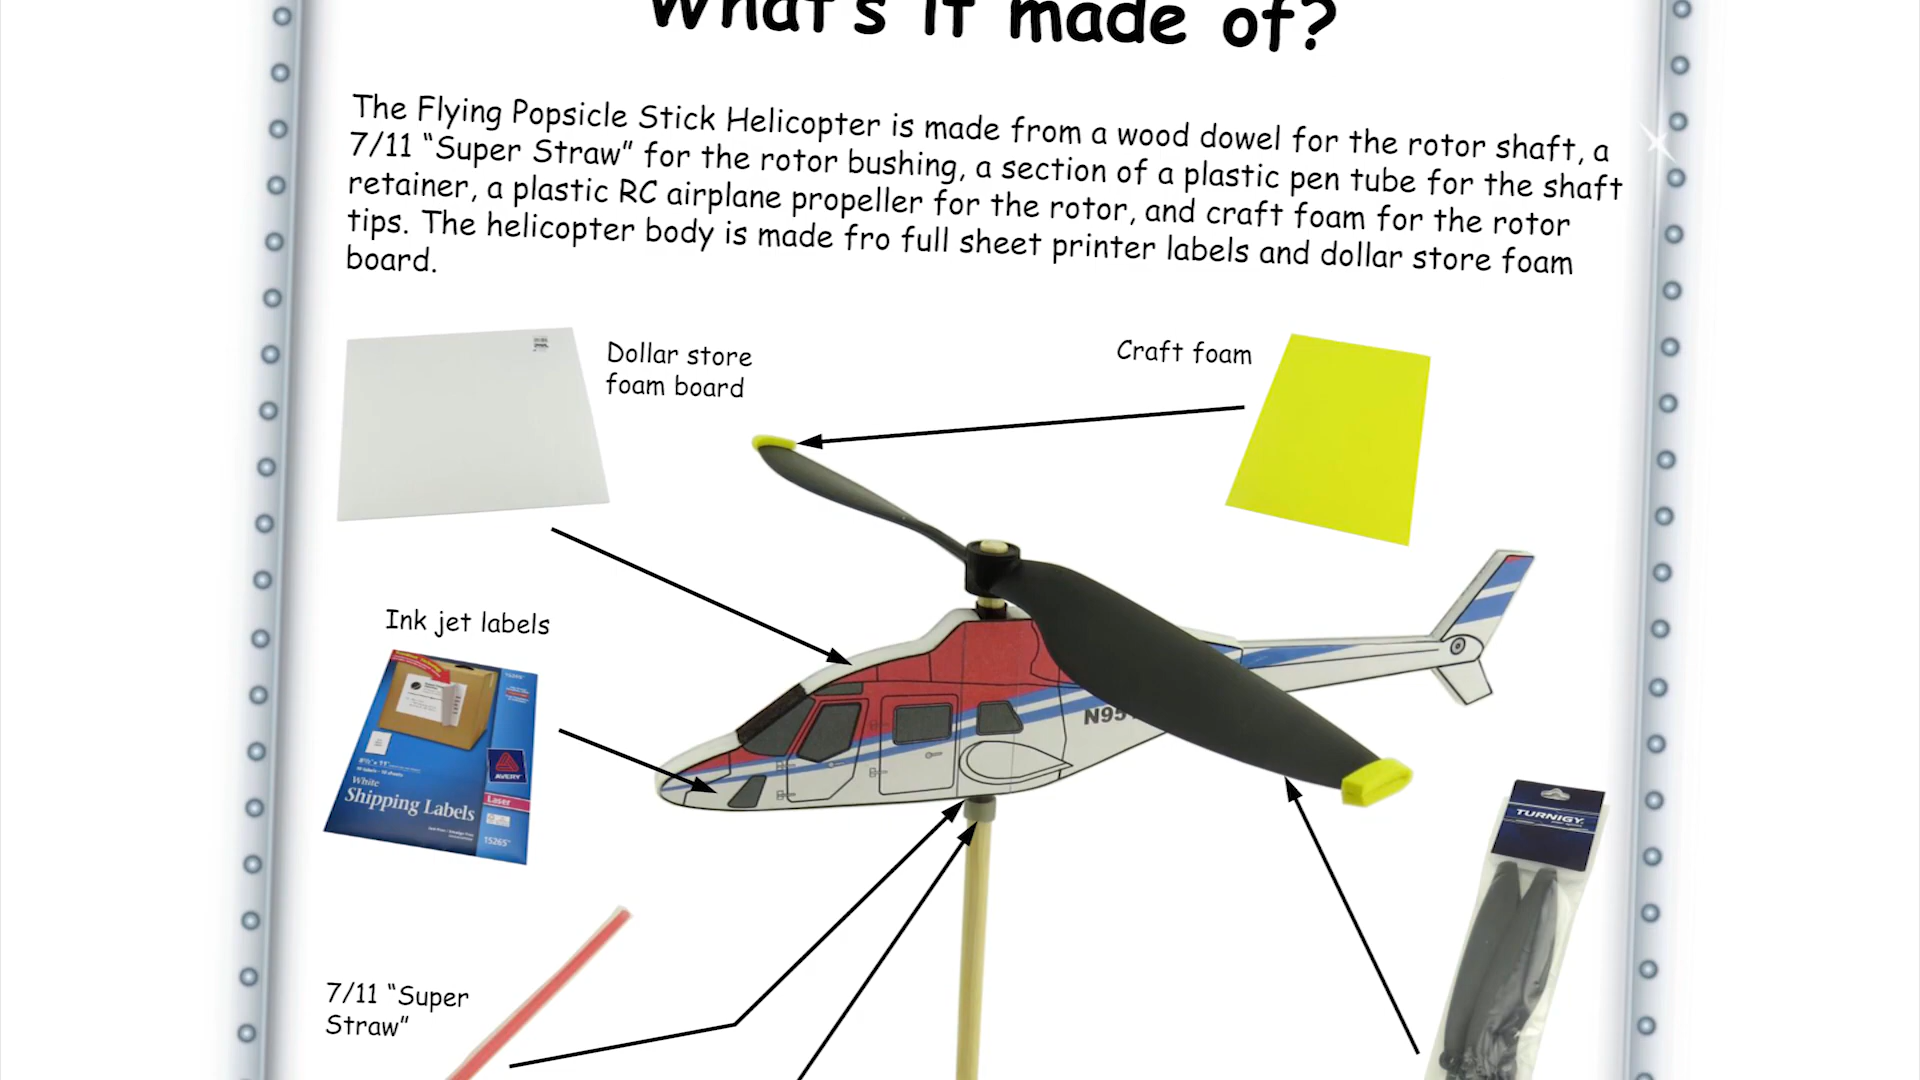 What's it made of?
The Flying Popsicle Stick Helicopter is made from a wood dowel for the rotor shaft, a
7/11 “Super Straw” for the rotor bushing, a section of a plastic pen tube for the shaft
retainer, a plastic RC airplane propeller for the rotor, and craft foam for the rotor
tips. The helicopter body is made fro full sheet printer labels and dollar store foam
board.
Dollar store
foam board
Craft foam
Ink jet labels
N95
White
Shipping Labels
AVERY
Laser
15265
TURNIGY
7/11 “Super
Straw”